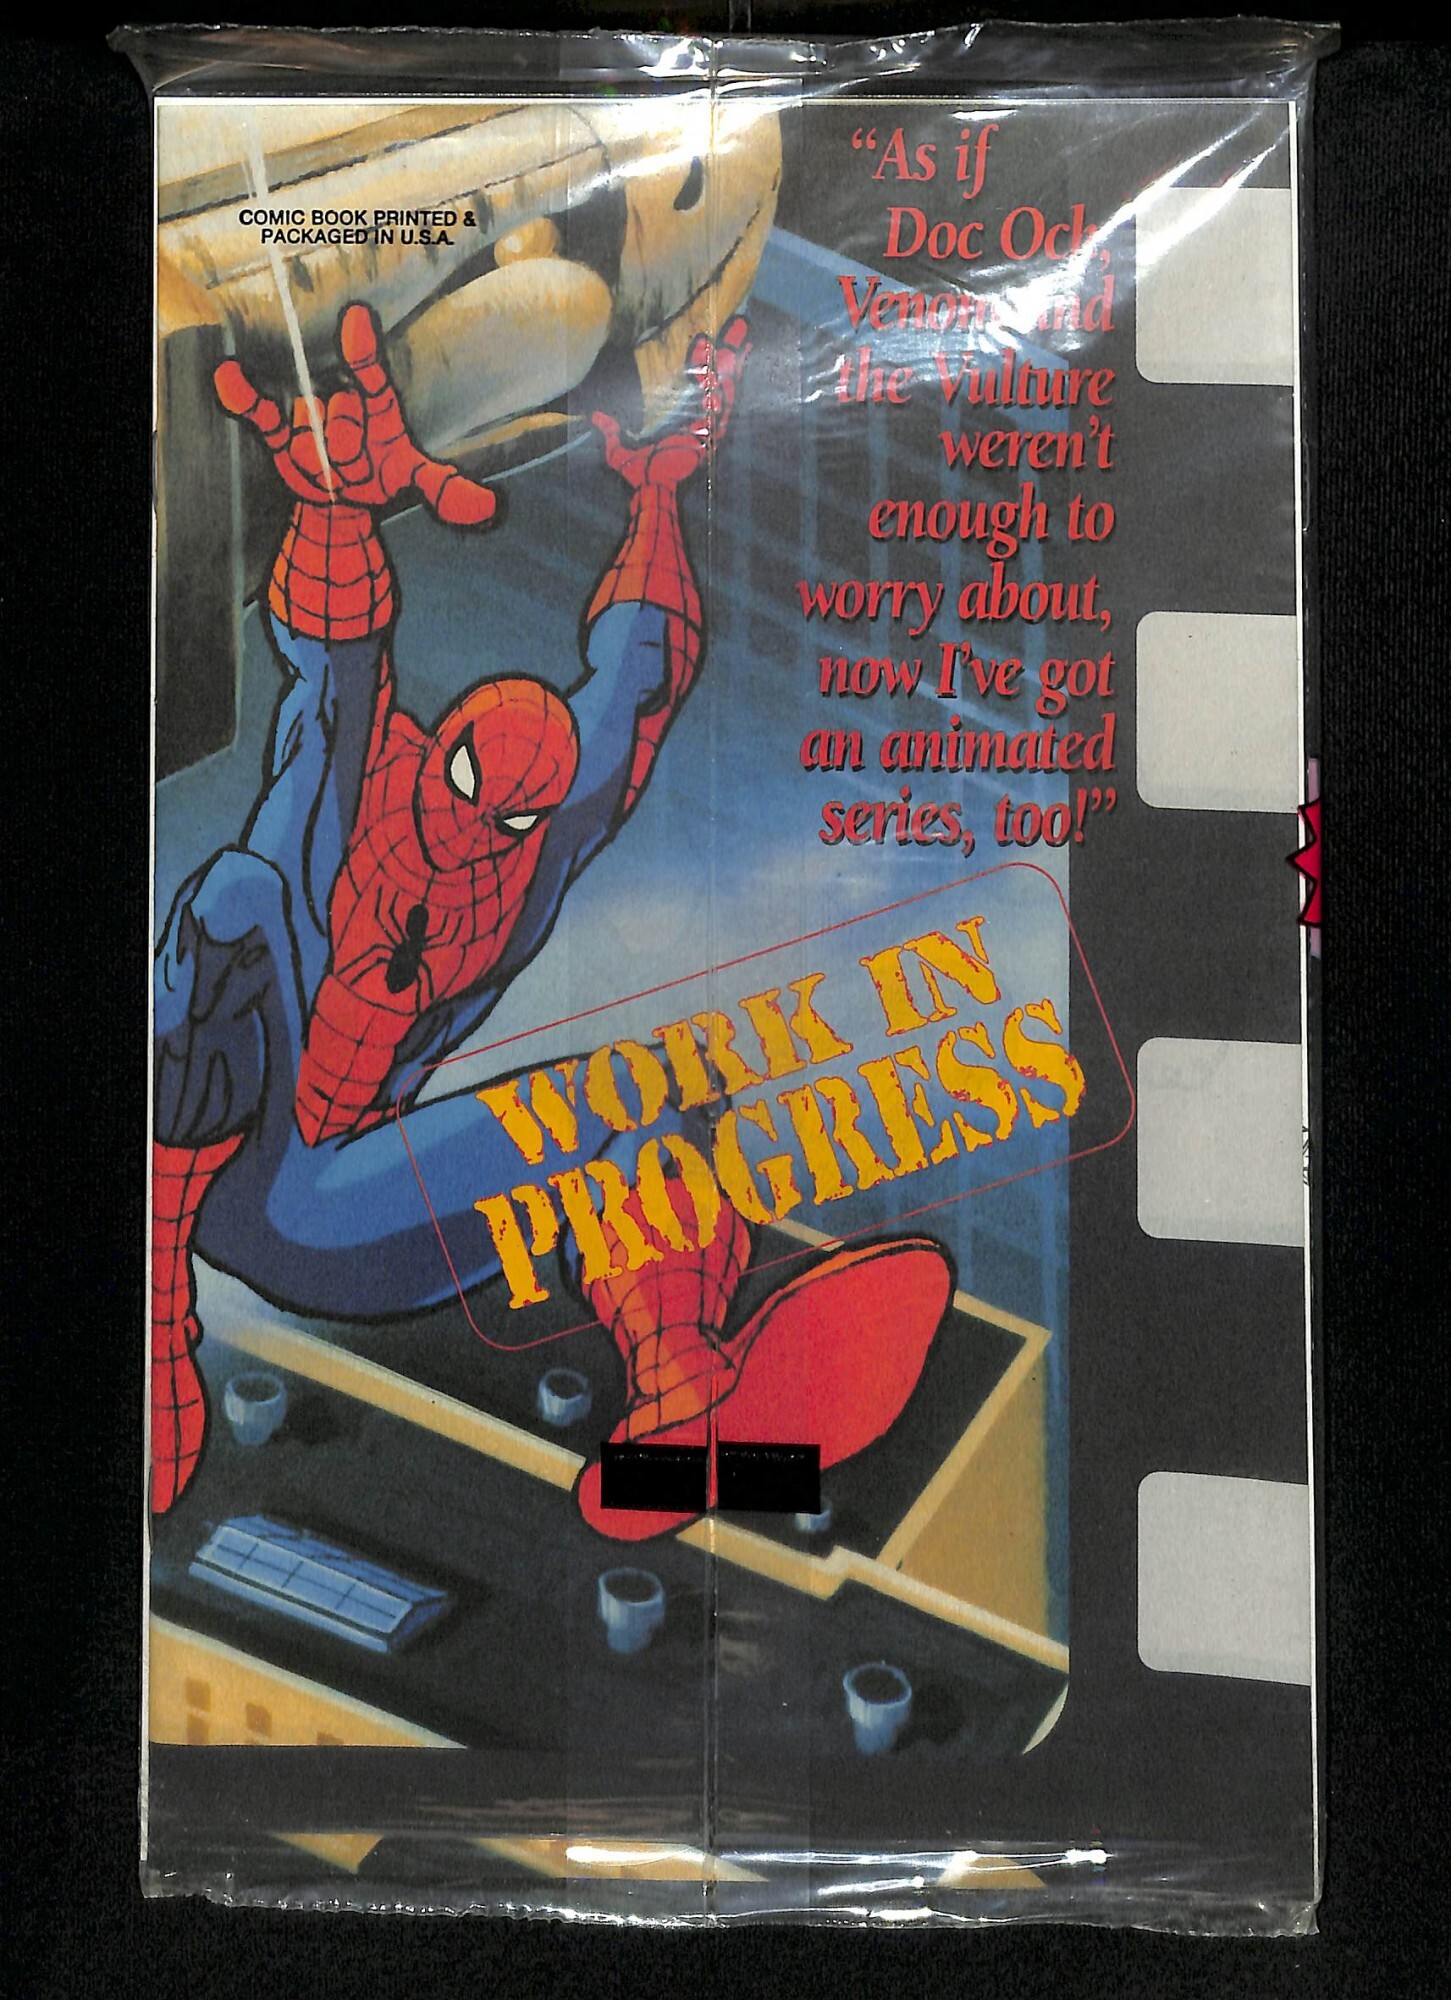 COMIC BOOK PRINTED &
PACKAGED IN U.S.A.
“As if
Doc Ock,
Venom and
the Vulture
weren’t
enough to
worry about,
now I’ve got
an animated
series, too!”
WORK IN
PROGRESS